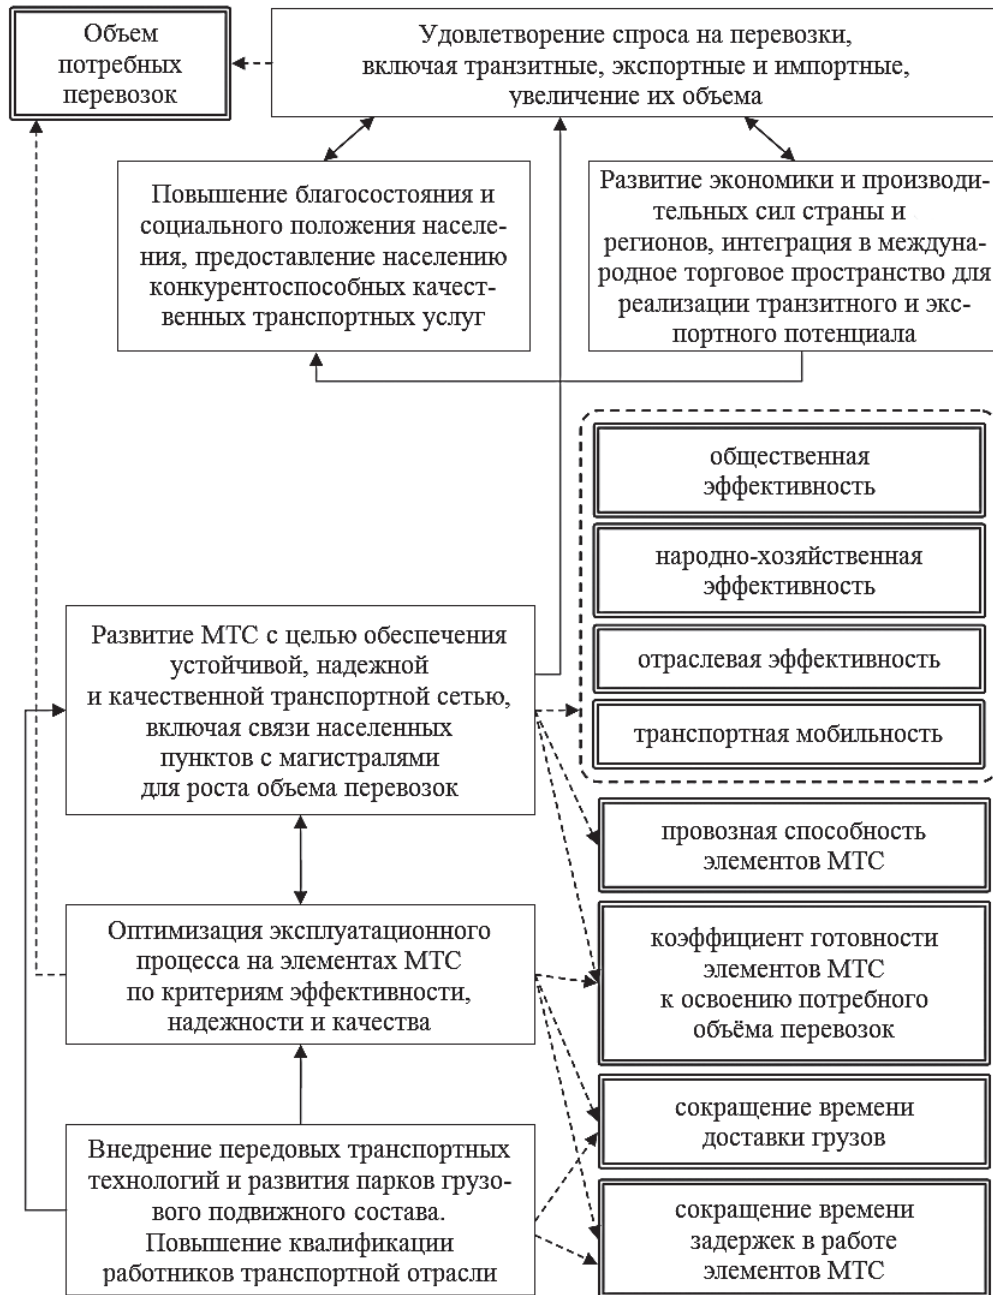 Объем
потребных
перевозок
Удовлетворение спроса на перевозки,
включая транзитные, экспортные и импортные,
увеличение их объема
Повышение благосостояния и
социального положения населе-
ния, предоставление населению
конкурентоспособных качест-
венных транспортных услуг
Развитие экономики и производи-
тельных сил страны и
регионов, интеграция в междуна-
родное торговое пространство для
реализации транзитного и экс-
портного потенциала
общественная
эффективность
народно-хозяйственная
эффективность
отраслевая эффективность
транспортная мобильность
Развитие МТС с целью обеспечения
устойчивой, надежной
и качественной транспортной сетью,
включая связи населенных
пунктов с магистралями
для роста объема перевозок
провозная способность
элементов МТС
Оптимизация эксплуатационного
процесса на элементах МТС
по критериям эффективности,
надежности и качества
коэффициент готовности
элементов МТС
к освоению потребного
объёма перевозок
сокращение времени
доставки грузов
Внедрение передовых транспортных
технологий и развития парков грузо-
вого подвижного состава.
Повышение квалификации
работников транспортной отрасли
сокращение времени
задержек в работе
элементов МТС